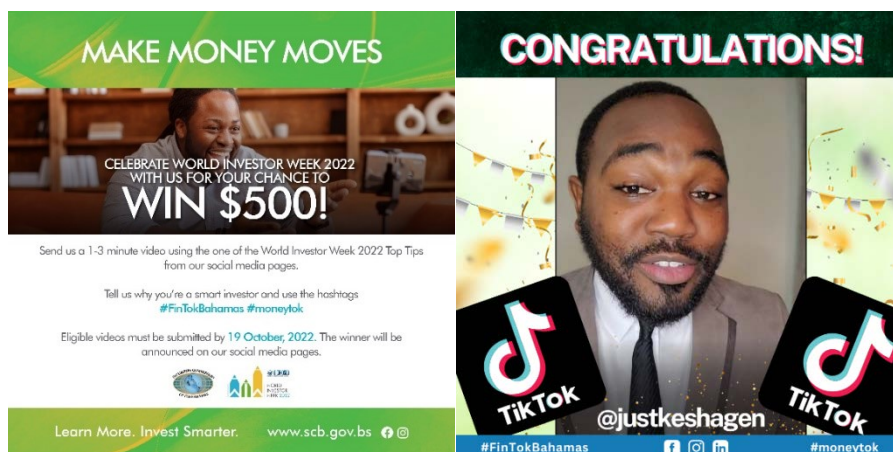 MAKE MONEY MOVES
CELEBRATE WORLD INVESTOR WEEK 2022
WITH US FOR YOUR CHANCE TO
WIN $500!
Send us a 1-3 minute video using the one of the World Investor Week 2022 Top Tips
from our social media pages.
Tell us why you're a smart investor and use the hashtags
#FinTokBahamas #moneytok
Eligible videos must be submitted by 19 October, 2022. The winner will be
announced on our social media pages.
WORLD
INVESTOR
WEEK 2022
Learn More. Invest Smarter. www.scb.gov.bs
CONGRATULATIONS!
TikTok
TikTok
@justkeshagen
#FinTokBahamas
#moneytok